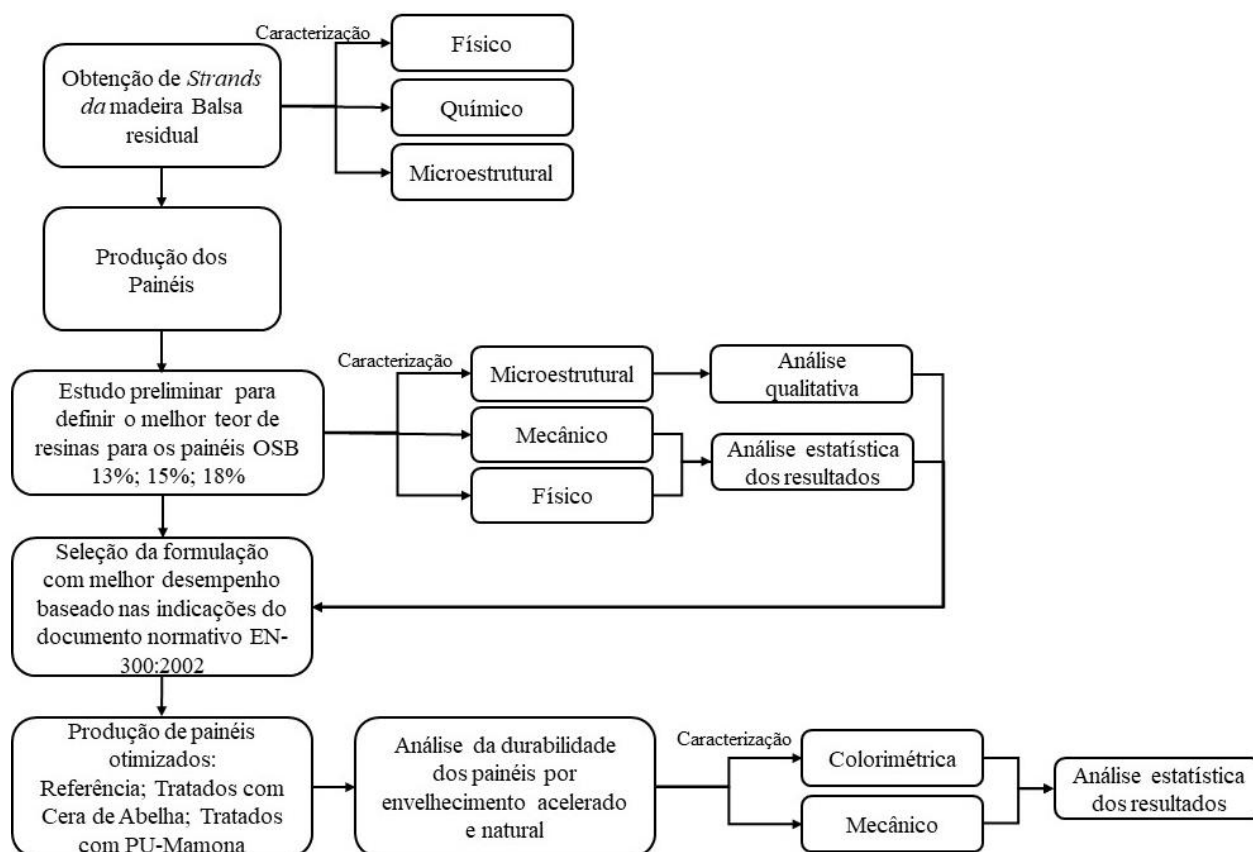 Obtenção de Strands
da madeira Balsa
residual
Caracterização
Físico
Químico
Microestrutural
Produção dos
Painéis
Estudo preliminar para
definir o melhor teor de
resinas para os painéis OSB
13%; 15%; 18%
Caracterização
Microestrutural
Mecânico
Físico
Análise
qualitativa
Análise estatística
dos resultados
Seleção da formulação
com melhor desempenho
baseado nas indicações do
documento normativo EN-
300:2002
Produção de painéis
otimizados:
Referência; Tratados com
Cera de Abelha; Tratados
com PU-Mamona
Análise da durabilidade
dos painéis por
envelhecimento acelerado
e natural
Caracterização
Colorimétrica
Mecânico
Análise estatística
dos resultados